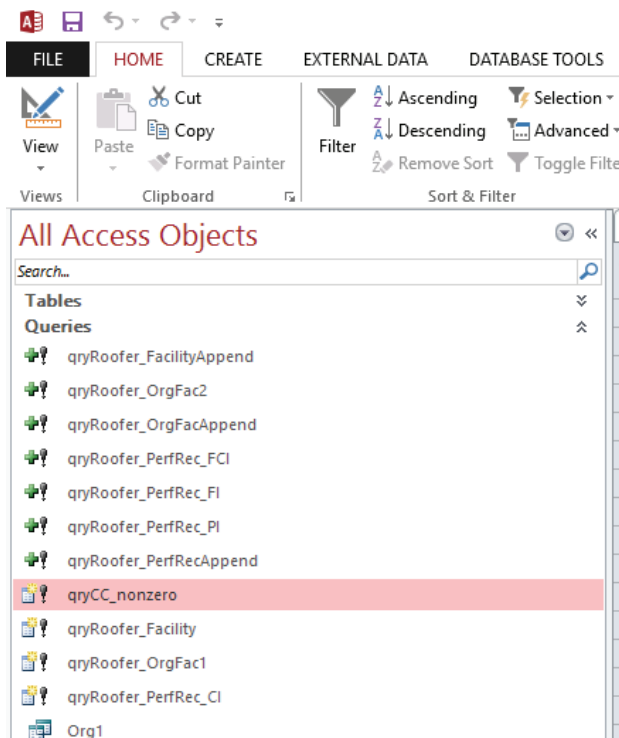 FILE HOME CREATE EXTERNAL DATA DATABASE TOOLS
View
Paste
Cut
Copy
Format Painter
Filter
Ascending
Descending
Remove Sort
Selection
Advanced
Toggle Filte
Views Clipboard Sort & Filter
All Access Objects
Search...
Tables
Queries
qryRoofer_FacilityAppend
qryRoofer_OrgFac2
qryRoofer_OrgFacAppend
qryRoofer_PerfRec_FCI
qryRoofer_PerfRec_FI
qryRoofer_PerfRec_PI
qryRoofer_PerfRecAppend
qryCC_nonzero
qryRoofer_Facility
qryRoofer_OrgFac1
qryRoofer_PerfRec_CI
Org1